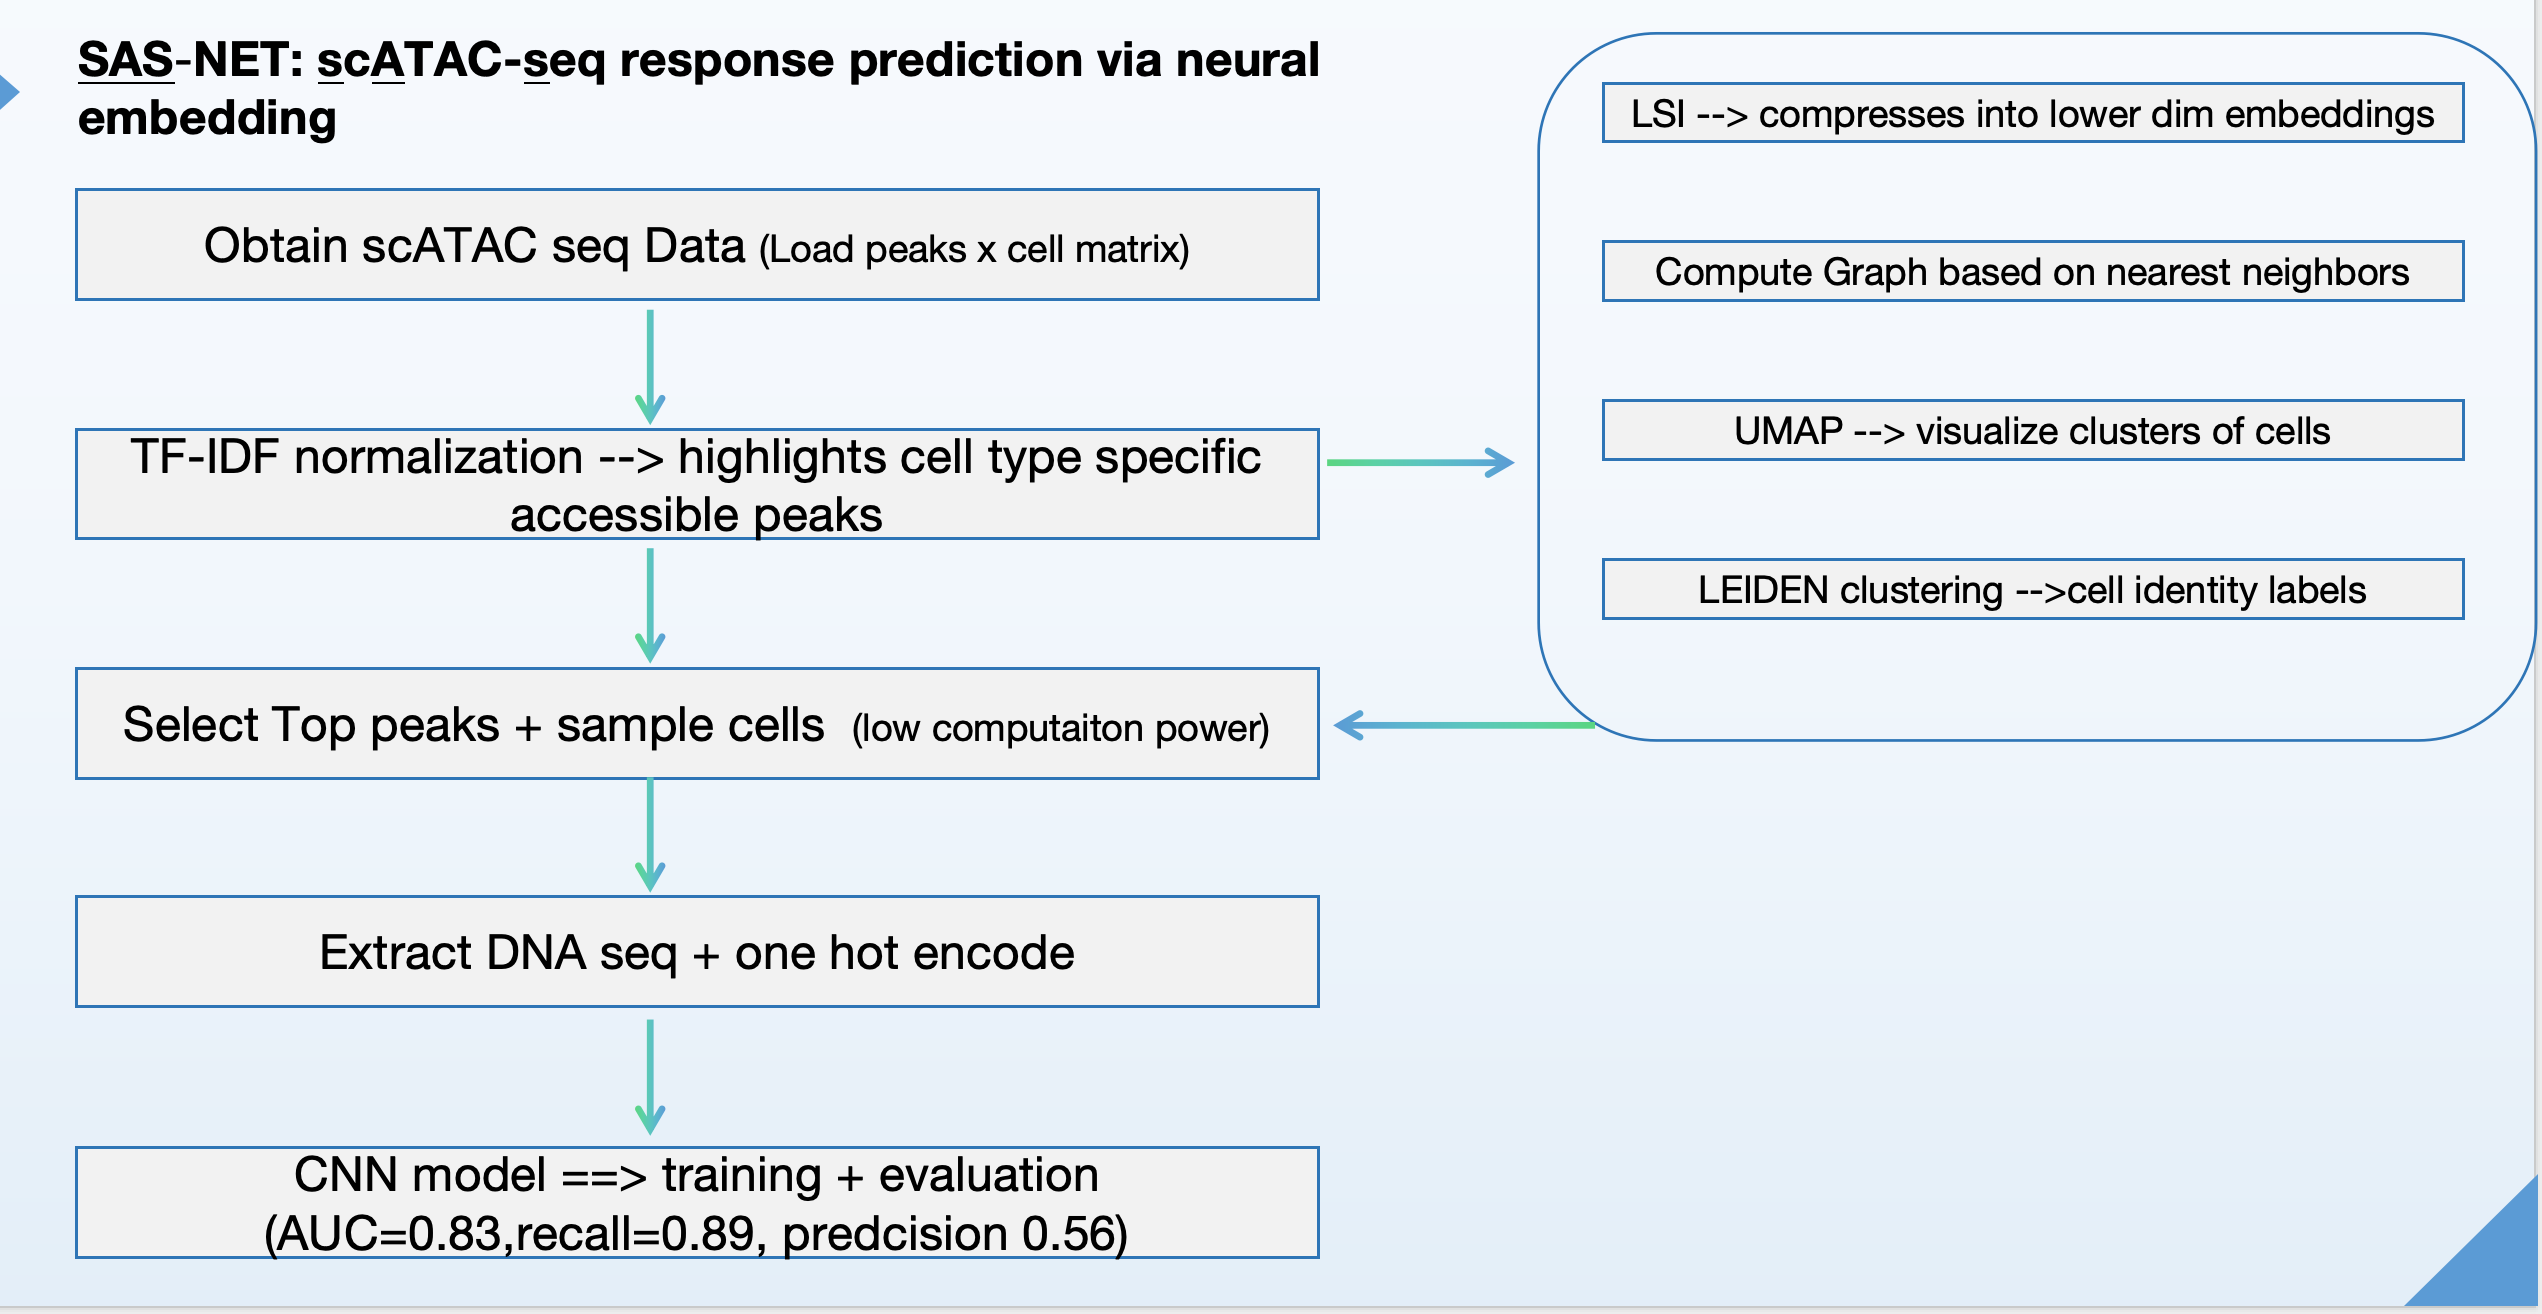 SAS-NET: scATAC-seq response prediction via neural
embedding
Obtain scATAC seq Data (Load peaks x cell matrix)
TF-IDF normalization --> highlights cell type specific
accessible peaks
Select Top peaks + sample cells (low computaiton power)
Extract DNA seq + one hot encode
CNN model ==> training + evaluation
(AUC=0.83,recall=0.89, predcision 0.56)
LSI --> compresses into lower dim embeddings
Compute Graph based on nearest neighbors
UMAP --> visualize clusters of cells
LEIDEN clustering -->cell identity labels